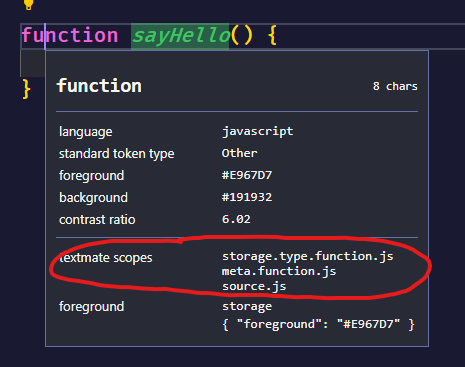 function sayHello() {
}
function 8 chars
language javascript
standard token type Other
foreground #E967D7
background #191932
contrast ratio 6.02
textmate scopes storage.type.function.js
meta.function.js
source.js
foreground storage
{ "foreground": "#E967D7" }